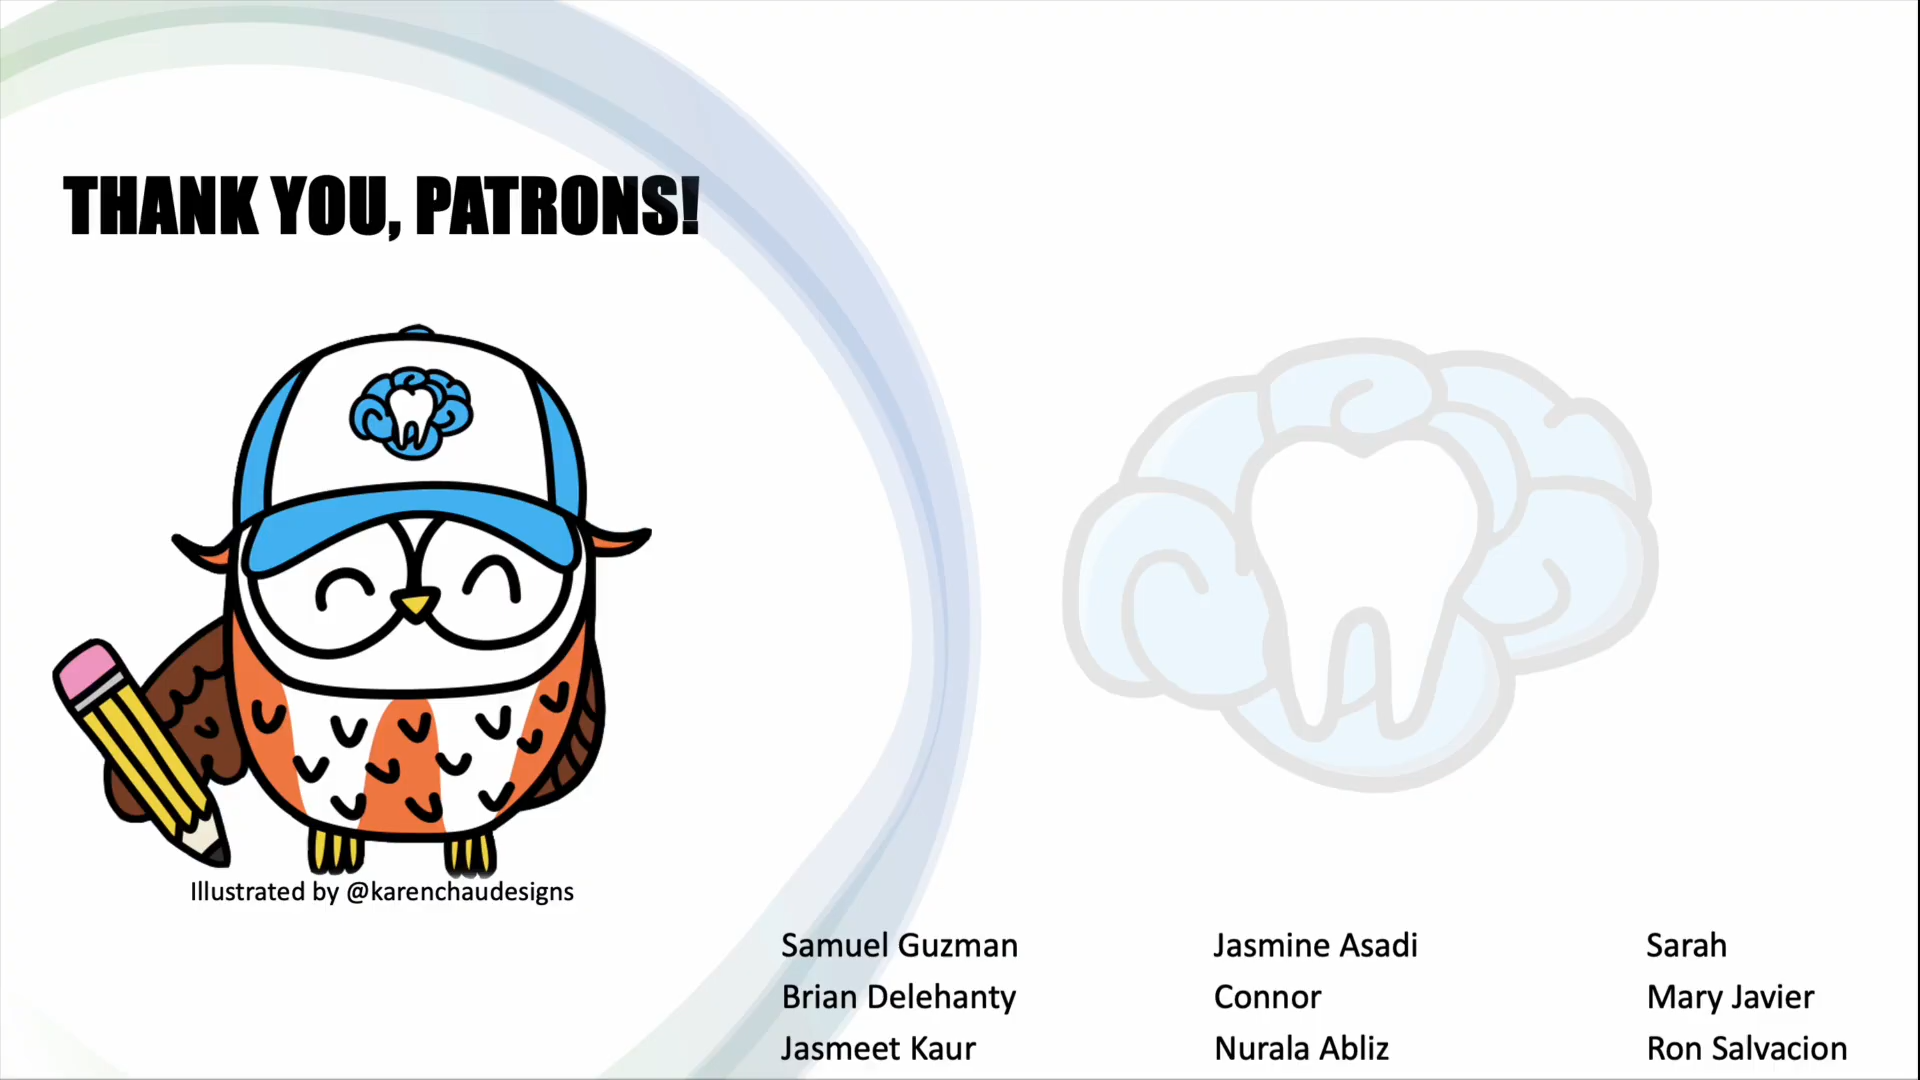 THANK YOU, PATRONS!
Illustrated by @karenchaudesigns
Samuel Guzman
Brian Delehanty
Jasmeet Kaur
Jasmine Asadi
Connor
Nurala Abliz
Sarah
Mary Javier
Ron Salvacion